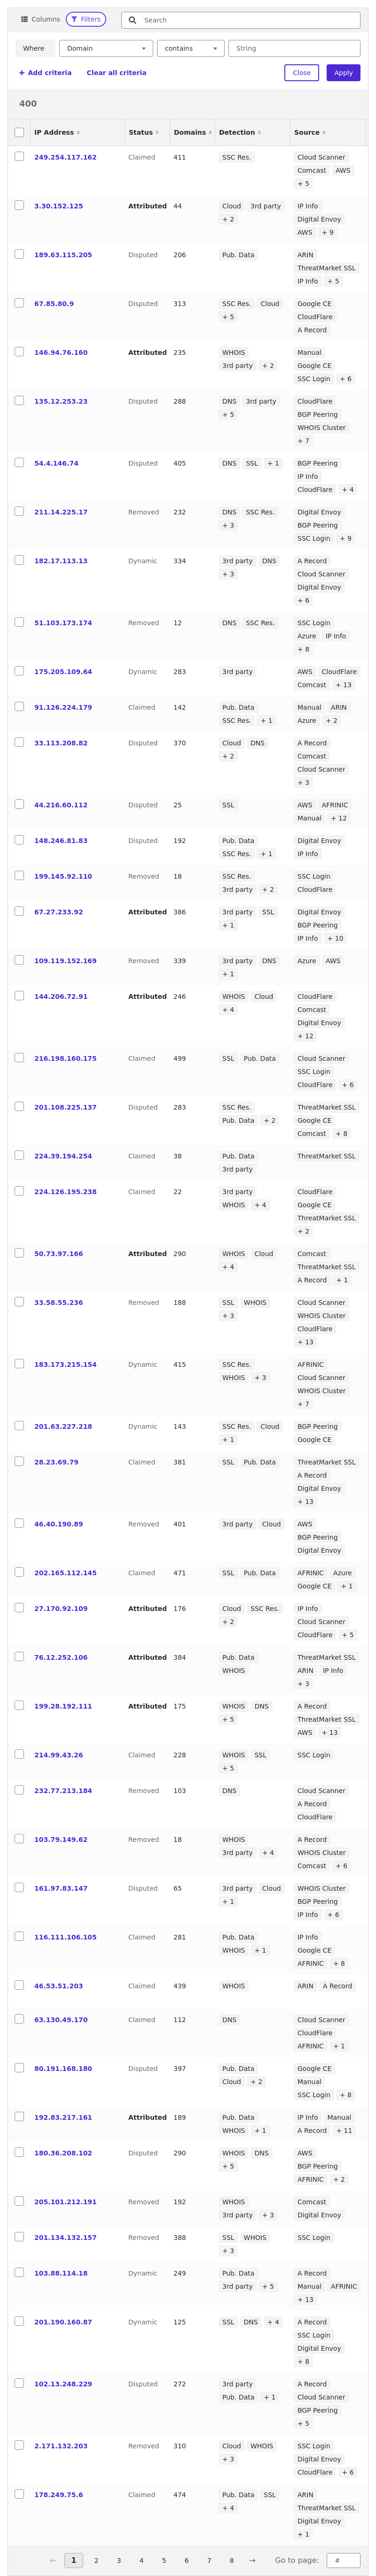 Columns Filters Search
Where Domain contains String
+ Add criteria Clear all criteria Close Apply
400
IP Address Status Domains Detection Source
249.254.117.162 Claimed 411 SSC Res. Cloud Scanner
Comcast AWS
+ 5
3.30.152.125 Attributed 44 Cloud 3rd party IP Info
+ 2 Digital Envoy
AWS + 9
189.63.115.205 Disputed 206 Pub. Data ARIN
ThreatMarket SSL
IP Info + 5
67.85.80.9 Disputed 313 SSC Res. Cloud Google CE
+ 5 CloudFlare
A Record
146.94.76.160 Attributed 235 WHOIS Manual
3rd party + 2 Google CE
SSC Login + 6
135.12.253.23 Disputed 288 DNS 3rd party CloudFlare
+ 5 BGP Peering
WHOIS Cluster
+ 7
54.4.146.74 Disputed 405 DNS SSL + 1 BGP Peering
IP Info
CloudFlare + 4
211.14.225.17 Removed 232 DNS SSC Res. Digital Envoy
+ 3 BGP Peering
SSC Login + 9
182.17.113.13 Dynamic 334 3rd party DNS A Record
+ 3 Cloud Scanner
Digital Envoy
+ 6
51.103.173.174 Removed 12 DNS SSC Res. SSC Login
Azure IP Info
+ 8
175.205.109.64 Dynamic 283 3rd party AWS CloudFlare
Comcast + 13
91.126.224.179 Claimed 142 Pub. Data Manual ARIN
SSC Res. + 1 Azure + 2
33.113.208.82 Disputed 370 Cloud DNS A Record
+ 2 Comcast
Cloud Scanner
+ 3
44.216.60.112 Disputed 25 SSL AWS AFRINIC
Manual + 12
148.246.81.83 Disputed 192 Pub. Data Digital Envoy
SSC Res. + 1 IP Info
199.145.92.110 Removed 18 SSC Res. SSC Login
3rd party + 2 CloudFlare
67.27.233.92 Attributed 386 3rd party SSL Digital Envoy
+ 1 BGP Peering
IP Info + 10
109.119.152.169 Removed 339 3rd party DNS Azure AWS
+ 1
144.206.72.91 Attributed 246 WHOIS Cloud CloudFlare
+ 4 Comcast
Digital Envoy
+ 12
216.198.160.175 Claimed 499 SSL Pub. Data Cloud Scanner
SSC Login
CloudFlare + 6
201.108.225.137 Disputed 283 SSC Res. ThreatMarket SSL
Pub. Data + 2 Google CE
Comcast + 8
224.39.194.254 Claimed 38 Pub. Data ThreatMarket SSL
3rd party
224.126.195.238 Claimed 22 3rd party CloudFlare
WHOIS + 4 Google CE
ThreatMarket SSL
+ 2
50.73.97.166 Attributed 290 WHOIS Cloud Comcast
+ 4 ThreatMarket SSL
A Record + 1
33.58.55.236 Removed 188 SSL WHOIS Cloud Scanner
+ 3 WHOIS Cluster
CloudFlare
+ 13
183.173.215.154 Dynamic 415 SSC Res. AFRINIC
WHOIS + 3 Cloud Scanner
WHOIS Cluster
+ 7
201.63.227.218 Dynamic 143 SSC Res. Cloud BGP Peering
+ 1 Google CE
28.23.69.79 Claimed 381 SSL Pub. Data ThreatMarket SSL
A Record
Digital Envoy
+ 13
46.40.190.89 Removed 401 3rd party Cloud AWS
BGP Peering
Digital Envoy
202.165.112.145 Claimed 471 SSL Pub. Data AFRINIC Azure
Google CE + 1
27.170.92.109 Attributed 176 Cloud SSC Res. IP Info
+ 2 Cloud Scanner
CloudFlare + 5
76.12.252.106 Attributed 384 Pub. Data ThreatMarket SSL
WHOIS ARIN IP Info
+ 3
199.28.192.111 Attributed 175 WHOIS DNS A Record
+ 5 ThreatMarket SSL
AWS + 13
214.99.43.26 Claimed 228 WHOIS SSL SSC Login
+ 5
232.77.213.184 Removed 103 DNS Cloud Scanner
A Record
CloudFlare
103.79.149.62 Removed 18 WHOIS A Record
3rd party + 4 WHOIS Cluster
Comcast + 6
161.97.83.147 Disputed 65 3rd party Cloud WHOIS Cluster
+ 1 BGP Peering
IP Info + 6
116.111.106.105 Claimed 281 Pub. Data IP Info
WHOIS + 1 Google CE
AFRINIC + 8
46.53.51.203 Claimed 439 WHOIS ARIN A Record
63.130.49.170 Claimed 112 DNS Cloud Scanner
CloudFlare
AFRINIC + 1
80.191.168.180 Disputed 397 Pub. Data Google CE
Cloud + 2 Manual
SSC Login + 8
192.83.217.161 Attributed 189 Pub. Data IP Info Manual
WHOIS + 1 A Record + 11
180.36.208.102 Disputed 290 WHOIS DNS AWS
+ 5 BGP Peering
AFRINIC + 2
205.101.212.191 Removed 192 WHOIS Comcast
3rd party + 3 Digital Envoy
201.134.132.157 Removed 388 SSL WHOIS SSC Login
+ 3
103.88.114.18 Dynamic 249 Pub. Data A Record
3rd party + 5 Manual AFRINIC
+ 13
201.190.160.87 Dynamic 125 SSL DNS + 4 A Record
SSC Login
Digital Envoy
+ 8
102.13.248.229 Disputed 272 3rd party A Record
Pub. Data + 1 Cloud Scanner
BGP Peering
+ 5
2.171.132.203 Removed 310 Cloud WHOIS SSC Login
+ 3 Digital Envoy
CloudFlare + 6
178.249.75.6 Claimed 474 Pub. Data SSL ARIN
+ 4 ThreatMarket SSL
Digital Envoy
+ 1
← 1 2 3 4 5 6 7 8 → Go to page: #